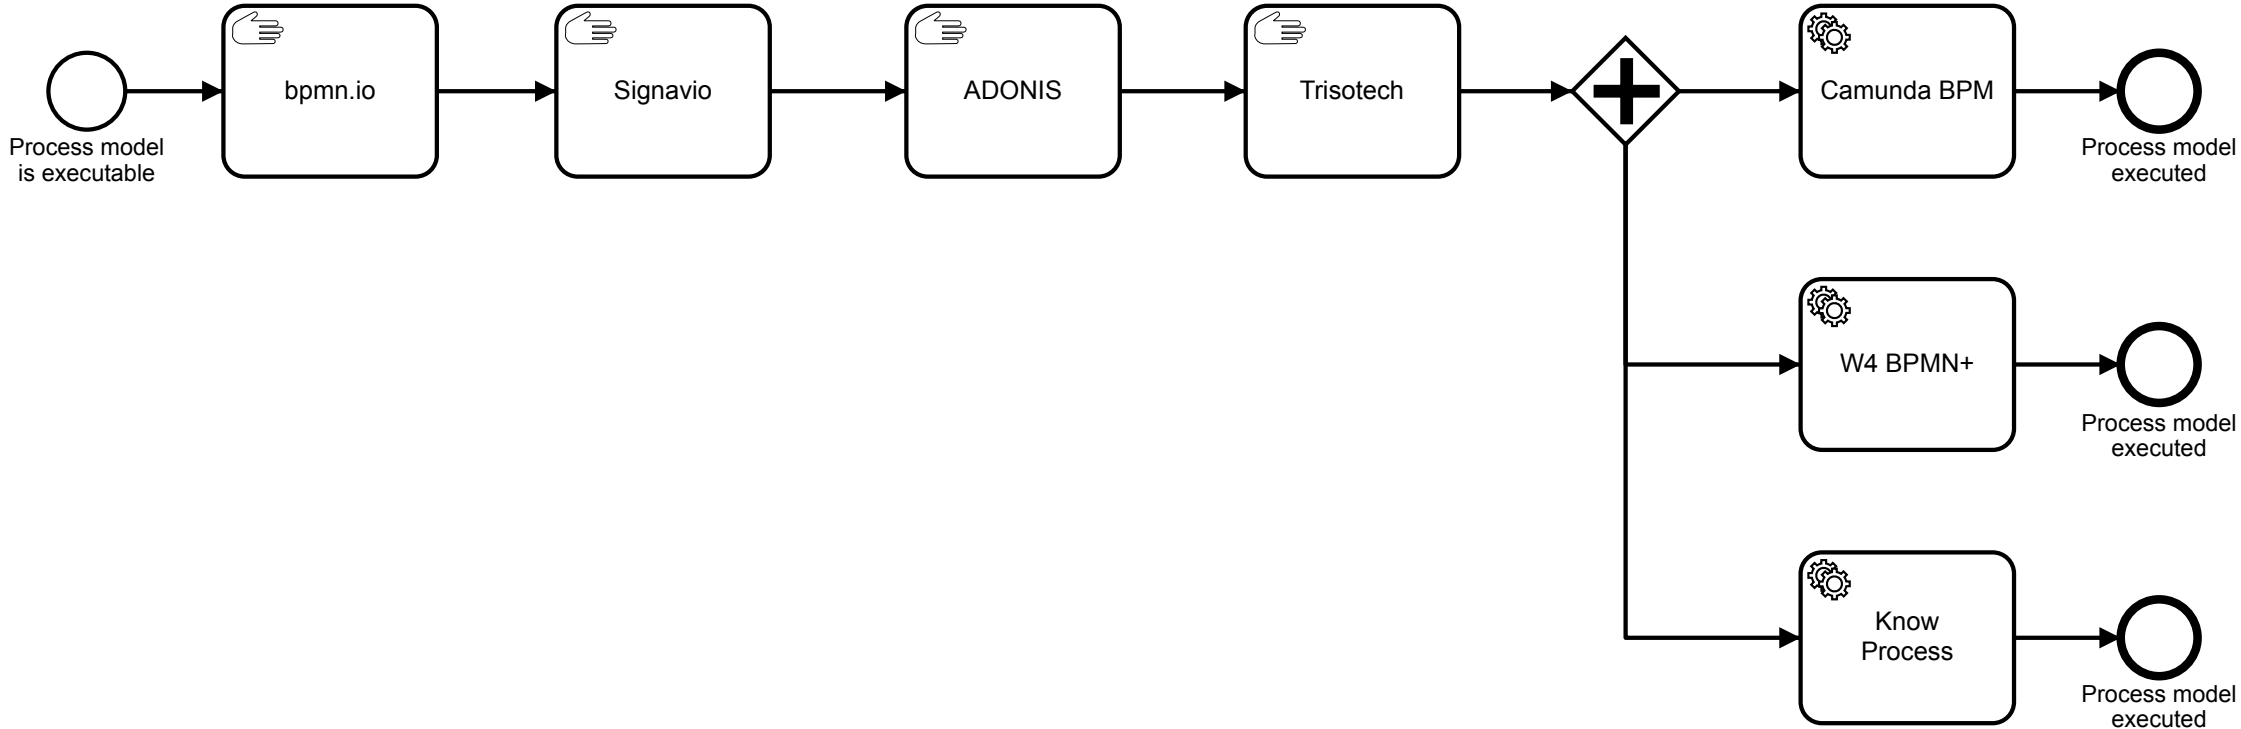 bpmn.io
Signavio
ADONIS
Trisotech
Camunda BPM
Process model
is executable
Process model
executed
W4 BPMN+
Process model
executed
Know
Process
Process model
executed